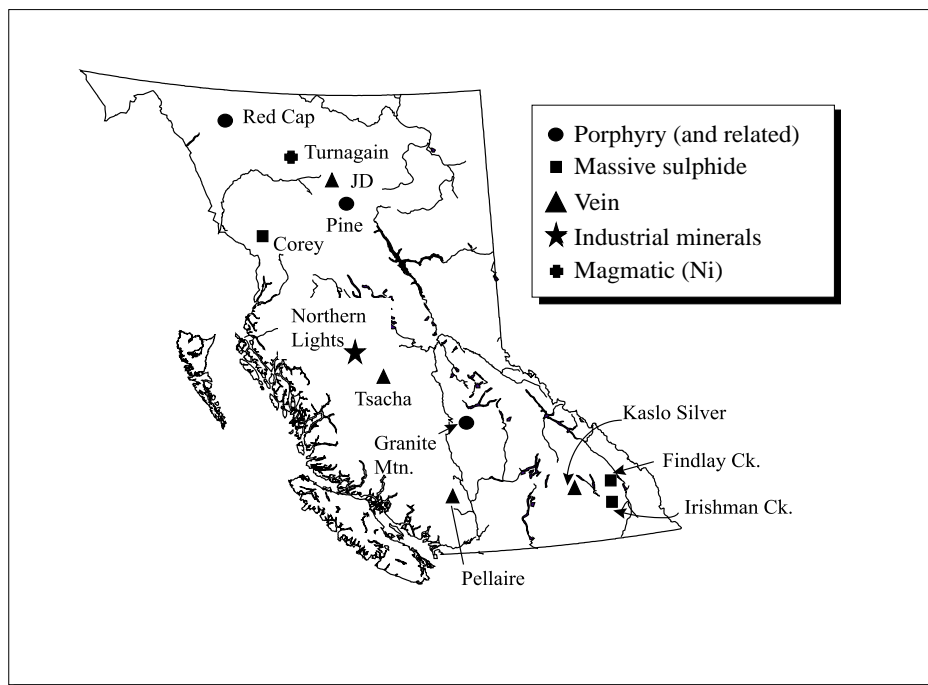 Red Cap
Turnagain
JD
Pine
Corey
Northern
Lights
Tsacha
Granite
Mtn.
Kaslo Silver
Findlay Ck.
Irishman Ck.
Pellaire
Porphyry (and related)
Massive sulphide
Vein
Industrial minerals
Magmatic (Ni)